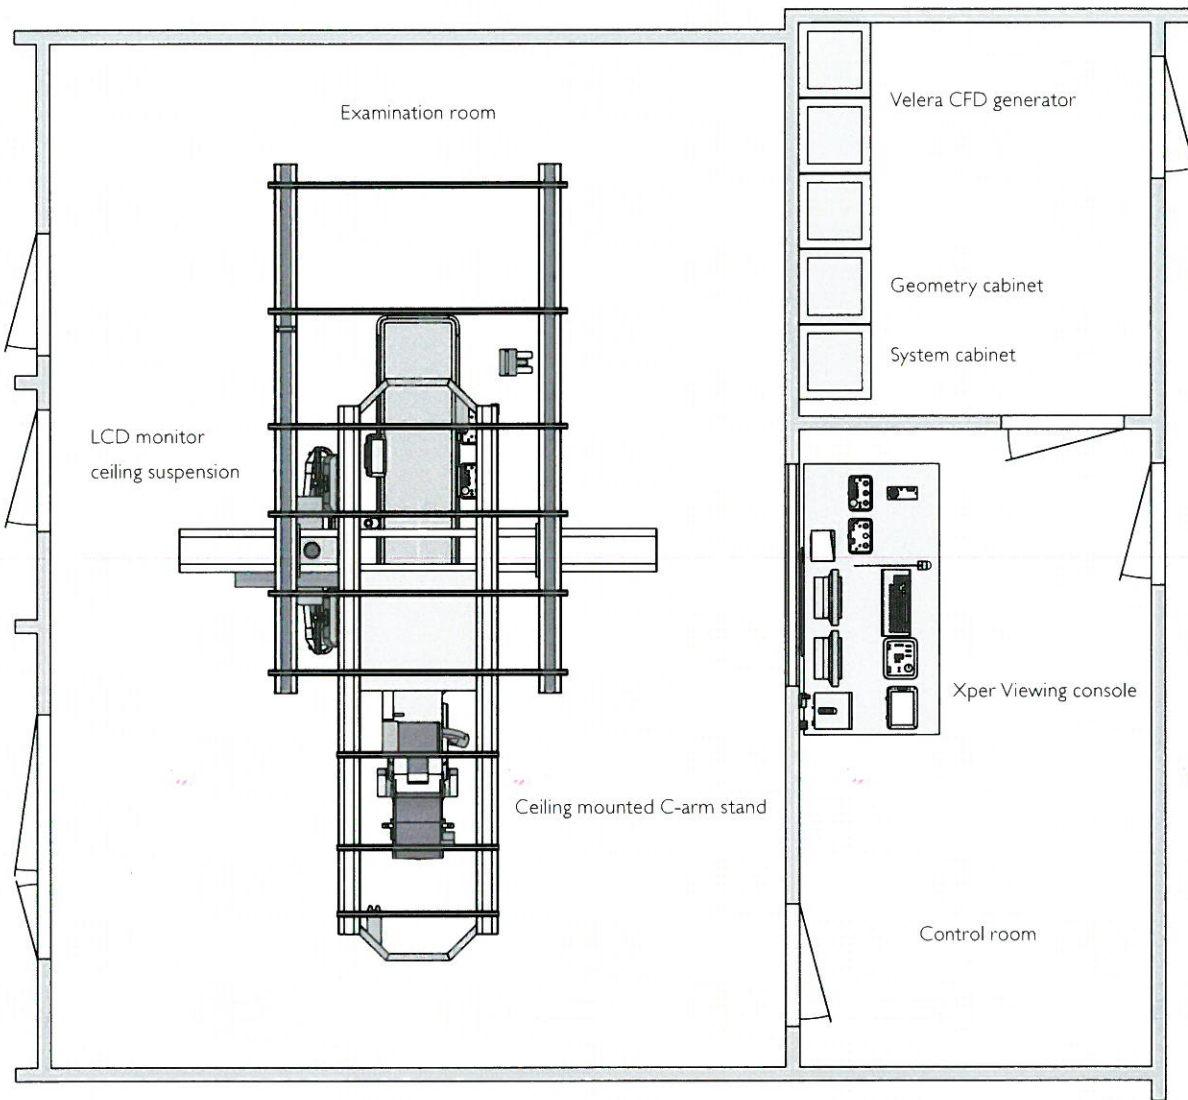 Examination room
Velera CFD generator
Geometry cabinet
System cabinet
LCD monitor
ceiling suspension
Xper Viewing console
Ceiling mounted C-arm stand
Control room